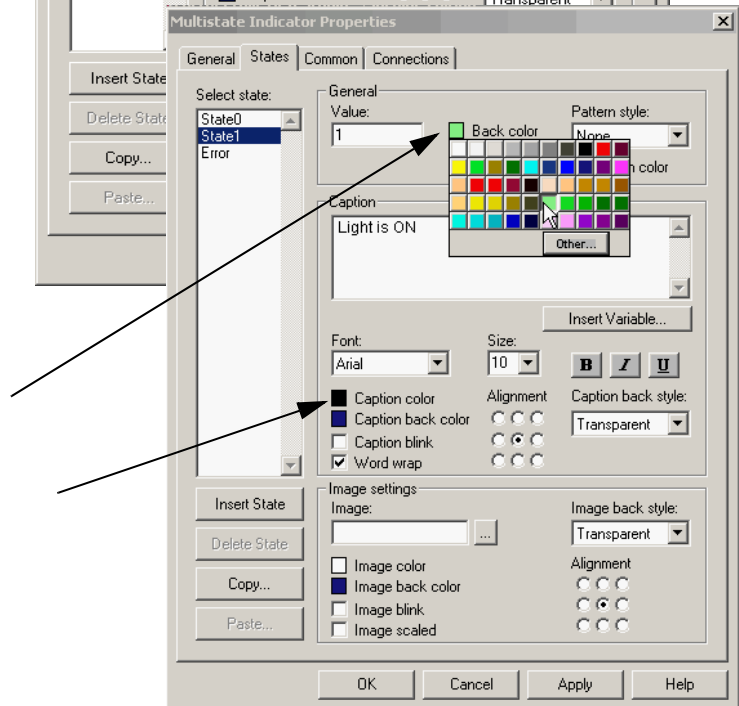 Transparent
Multistate Indicator Properties
General States Common Connections
Insert State
Delete State
Copy...
Paste...
Select state:
State0
State1
Error
General
Value:
1
Back color
Pattern style:
None
color
Caption
Light is ON
Other...
Insert Variable...
Font:
Arial
Size:
10
B I U
Caption color
Caption back color
Caption blink
Word wrap
Alignment
Caption back style:
Transparent
Insert State
Delete State
Copy...
Paste...
Image settings
Image:
...
Image back style:
Transparent
Image color
Image back color
Image blink
Image scaled
Alignment
OK Cancel Apply Help